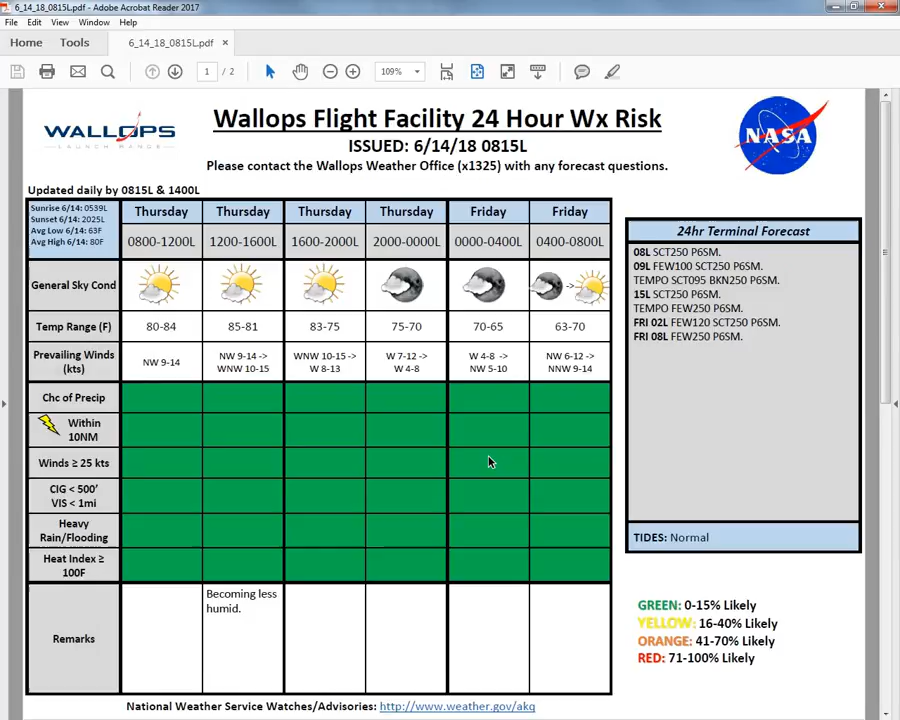 6_14_18_0815L.pdf - Adobe Acrobat Reader 2017
File Edit View Window Help
Home Tools 6_14_18_0815L.pdf ×
1 / 2 109%
WALLOPS
LAUNCH RANGE
Wallops Flight Facility 24 Hour Wx Risk
ISSUED: 6/14/18 0815L
Please contact the Wallops Weather Office (x1325) with any forecast questions.
NASA
Updated daily by 0815L & 1400L
Sunrise 6/14: 0539L
Sunset 6/14: 2025L
Avg Low 6/14: 63F
Avg High 6/14: 80F
Thursday Thursday Thursday Thursday Friday Friday
0800-1200L 1200-1600L 1600-2000L 2000-0000L 0000-0400L 0400-0800L
General Sky Cond ->
Temp Range (F) 80-84 85-81 83-75 75-70 70-65 63-70
Prevailing Winds (kts)
NW 9-14
NW 9-14 ->
WNW 10-15
WNW 10-15 ->
W 8-13
W 7-12 ->
W 4-8
W 4-8 ->
NW 5-10
NW 6-12 ->
NNW 9-14
Chc of Precip
Within
10NM
Winds ≥ 25 kts
CIG < 500'
VIS < 1mi
Heavy
Rain/Flooding
Heat Index ≥
100F
Remarks
Becoming less
humid.
24hr Terminal Forecast
08L SCT250 P6SM.
09L FEW100 SCT250 P6SM.
TEMPO SCT095 BKN250 P6SM.
15L SCT250 P6SM.
TEMPO FEW250 P6SM.
FRI 02L FEW120 SCT250 P6SM.
FRI 08L FEW250 P6SM.
TIDES: Normal
GREEN: 0-15% Likely
YELLOW: 16-40% Likely
ORANGE: 41-70% Likely
RED: 71-100% Likely
National Weather Service Watches/Advisories: http://www.weather.gov/akq